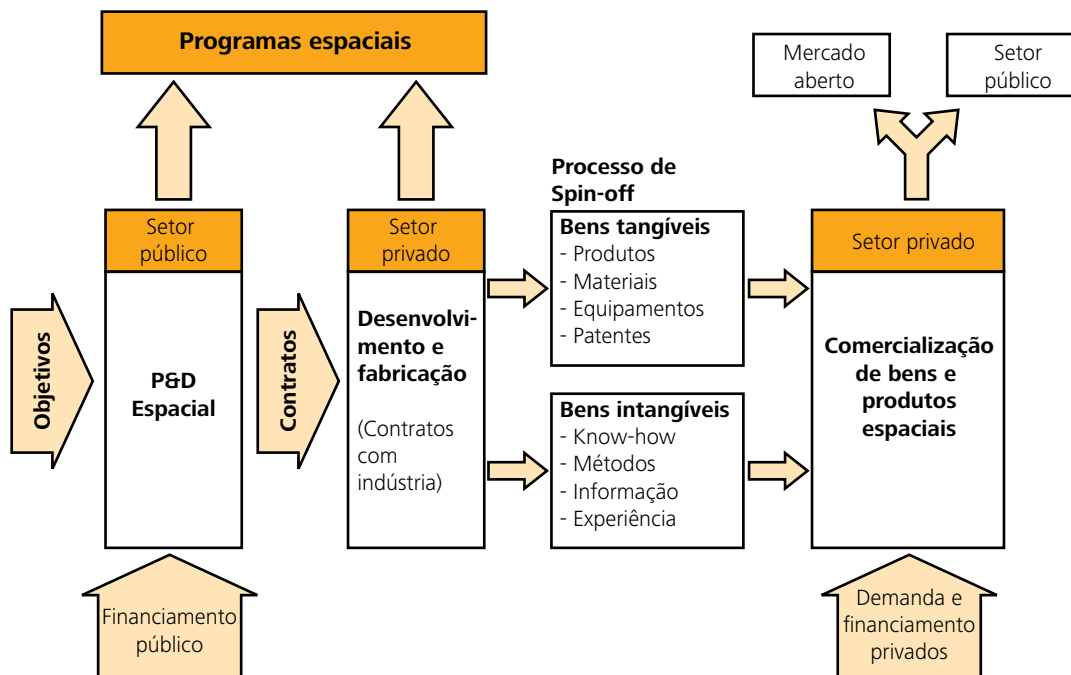 Programas espaciais
Mercado
aberto
Setor
público
Objetivos
Setor
público
P&D
Espacial
Financiamento
público
Contratos
Setor
privado
Desenvolvi-
mento e
fabricação
(Contratos
com
indústria)
Processo de
Spin-off
Bens tangíveis
- Produtos
- Materiais
- Equipamentos
- Patentes
Bens intangíveis
- Know-how
- Métodos
- Informação
- Experiência
Setor privado
Comercialização
de bens e
produtos
espaciais
Demanda e
financiamento
privados